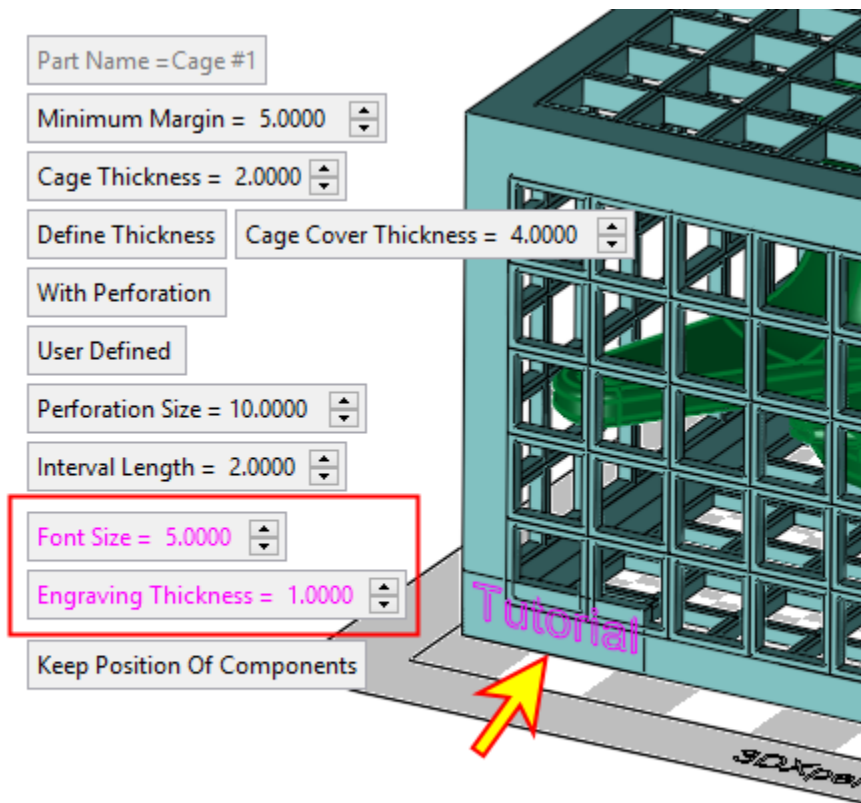 Part Name =Cage #1
Minimum Margin = 5.0000
Cage Thickness = 2.0000
Define Thickness Cage Cover Thickness = 4.0000
With Perforation
User Defined
Perforation Size = 10.0000
Interval Length = 2.0000
Font Size = 5.0000
Engraving Thickness = 1.0000
Tutorial
Keep Position Of Components